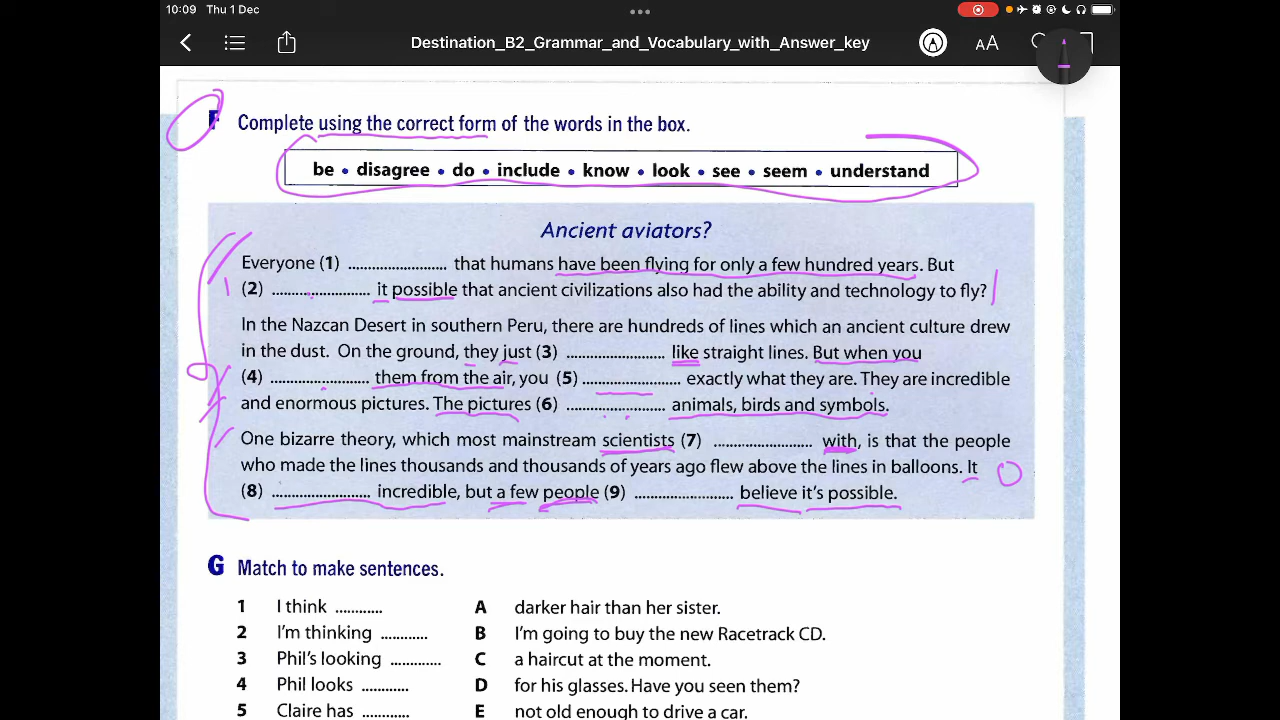 10:09 Thu 1 Dec
Destination_B2_Grammar_and_Vocabulary_with_Answer_key
AA
F Complete using the correct form of the words in the box.
be • disagree • do • include • know • look • see • seem • understand
Ancient aviators?
Everyone (1) ........................ that humans have been flying for only a few hundred years. But
(2) ........................ it possible that ancient civilizations also had the ability and technology to fly?
In the Nazcan Desert in southern Peru, there are hundreds of lines which an ancient culture drew
in the dust. On the ground, they just (3) ........................ like straight lines. But when you
(4) ........................ them from the air, you (5) ........................ exactly what they are. They are incredible
and enormous pictures. The pictures (6) ........................ animals, birds and symbols.
One bizarre theory, which most mainstream scientists (7) ........................ with, is that the people
who made the lines thousands and thousands of years ago flew above the lines in balloons. It
(8) ........................ incredible, but a few people (9) ........................ believe it's possible.
G Match to make sentences.
1 I think ............ A darker hair than her sister.
2 I'm thinking ............ B I'm going to buy the new Racetrack CD.
3 Phil's looking ............ C a haircut at the moment.
4 Phil looks ............ D for his glasses. Have you seen them?
5 Claire has ............ E not old enough to drive a car.